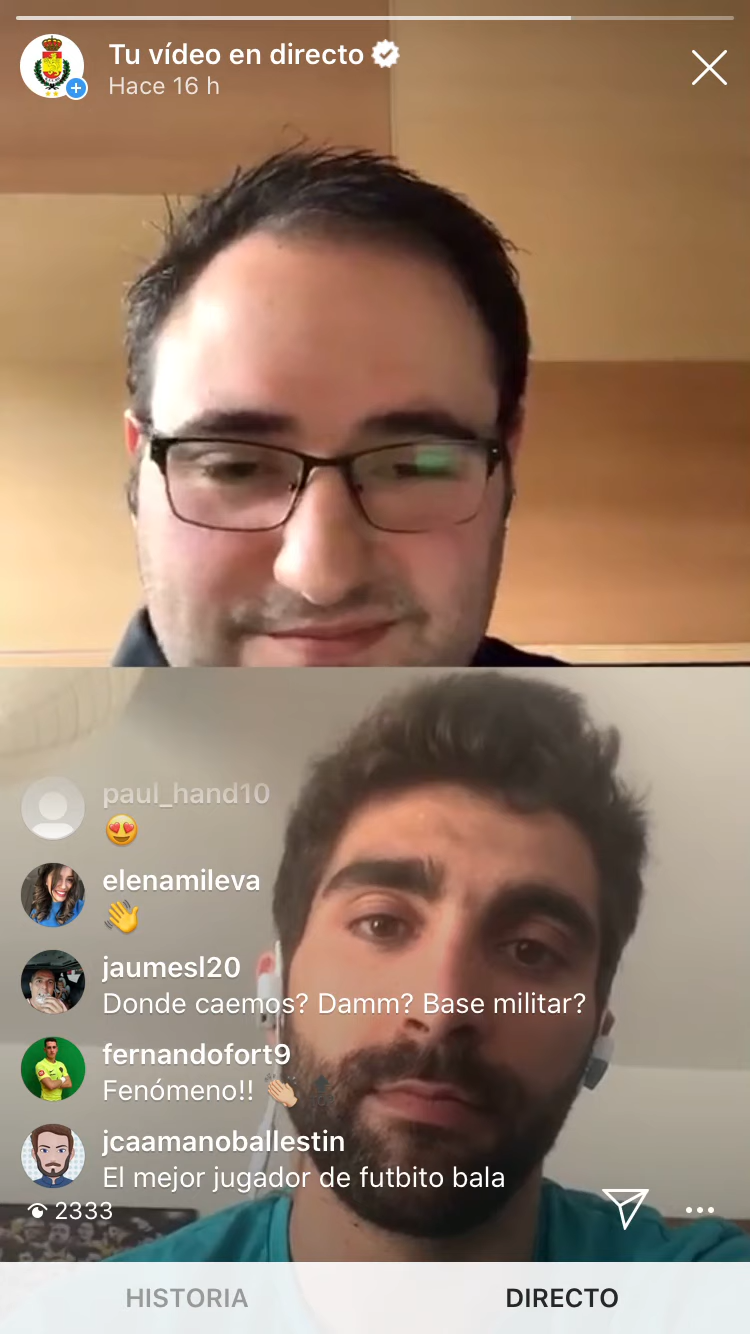 Tu vídeo en directo
Hace 16 h
paul_hand10
😍
elenamileva
👋
jaumesl20
Donde caemos? Damm? Base militar?
fernandofort9
Fenómeno!! 👏🏼
jcaamanoballestin
El mejor jugador de futbito bala
2333
HISTORIA
DIRECTO